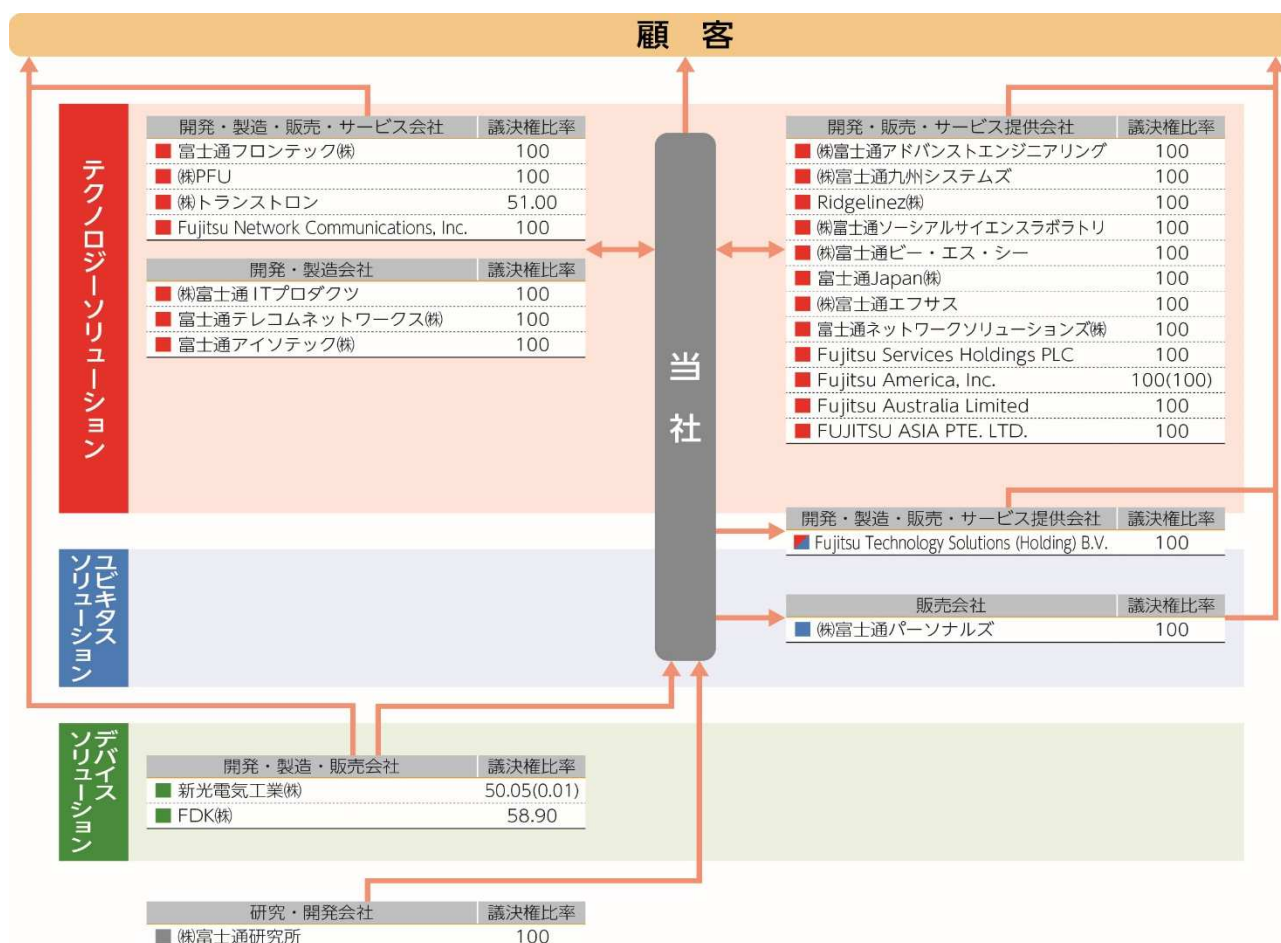 顧 客
テクノロジーソリューション
開発・製造・販売・サービス会社 議決権比率
富士通フロンテック㈱ 100
㈱PFU 100
㈱トランストロン 51.00
Fujitsu Network Communications, Inc. 100
開発・製造会社 議決権比率
㈱富士通ITプロダクツ 100
富士通テレコムネットワークス㈱ 100
富士通アイソテック㈱ 100
当社
開発・販売・サービス提供会社 議決権比率
㈱富士通アドバンストエンジニアリング 100
㈱富士通九州システムズ 100
Ridgelinez㈱ 100
㈱富士通ソーシアルサイエンスラボラトリ 100
㈱富士通ビー・エス・シー 100
富士通Japan㈱ 100
㈱富士通エフサス 100
富士通ネットワークソリューションズ㈱ 100
Fujitsu Services Holdings PLC 100
Fujitsu America, Inc. 100(100)
Fujitsu Australia Limited 100
FUJITSU ASIA PTE. LTD. 100
開発・製造・販売・サービス提供会社 議決権比率
Fujitsu Technology Solutions (Holding) B.V. 100
ユビキタス
ソリューション
販売会社 議決権比率
㈱富士通パーソナルズ 100
デバイス
ソリューション
開発・製造・販売会社 議決権比率
新光電気工業㈱ 50.05(0.01)
FDK㈱ 58.90
研究・開発会社 議決権比率
㈱富士通研究所 100